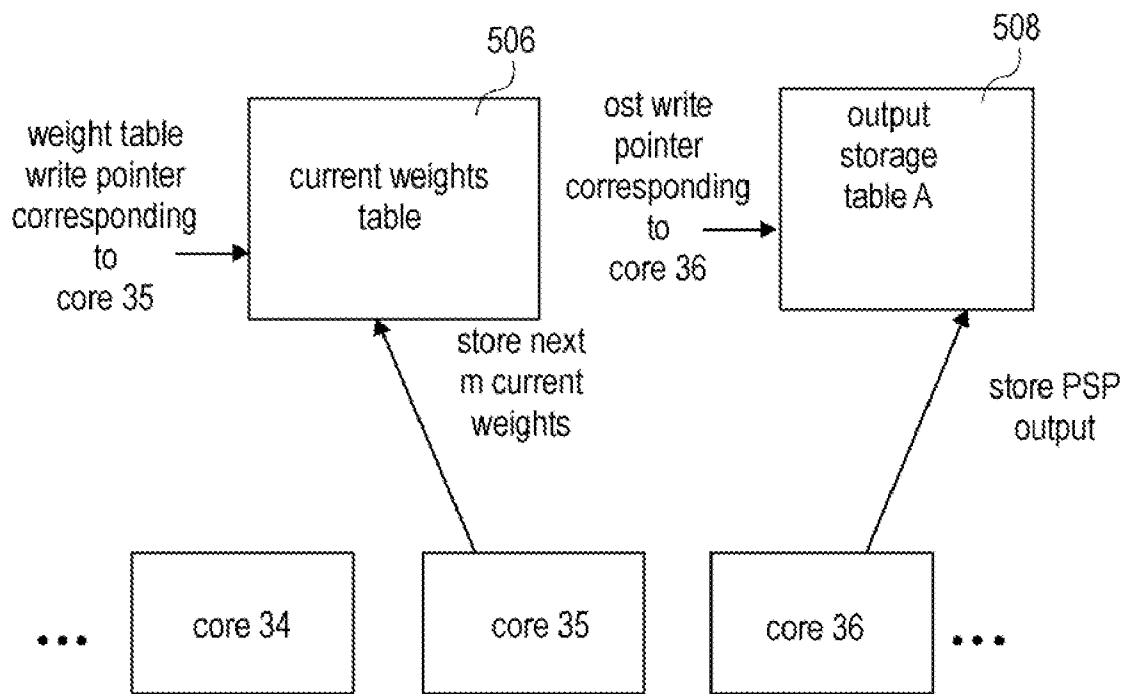 506
508
weight table
write pointer
corresponding
to
core 35
current weights
table
ost write
pointer
corresponding
to
core 36
output
storage
table A
store next
m current
weights
store PSP
output
••• core 34 core 35 core 36 •••